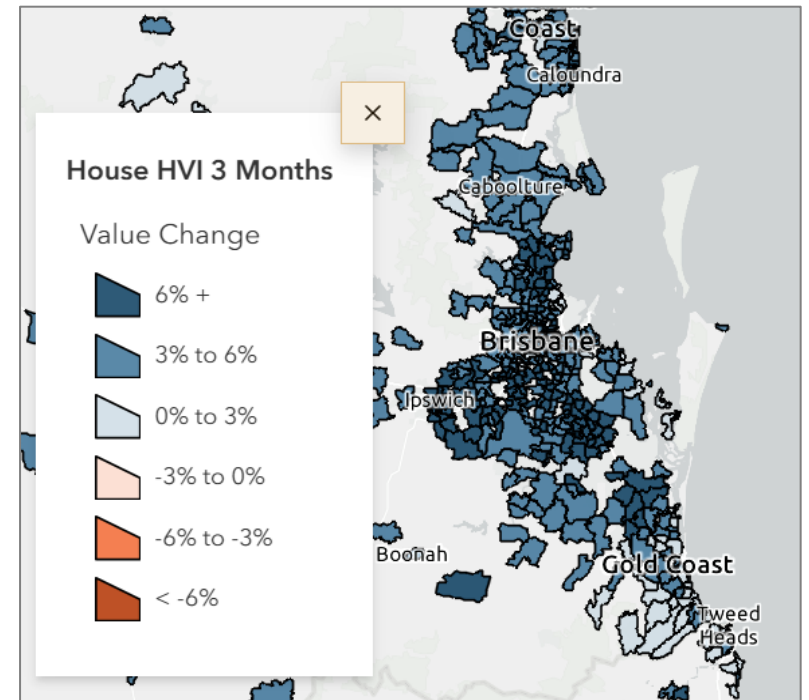 Coast
Caloundra
×
House HVI 3 Months
Value Change
6% +
3% to 6%
0% to 3%
-3% to 0%
-6% to -3%
< -6%
Caboolture
Brisbane
Ipswich
Boonah
Gold Coast
Tweed
Heads